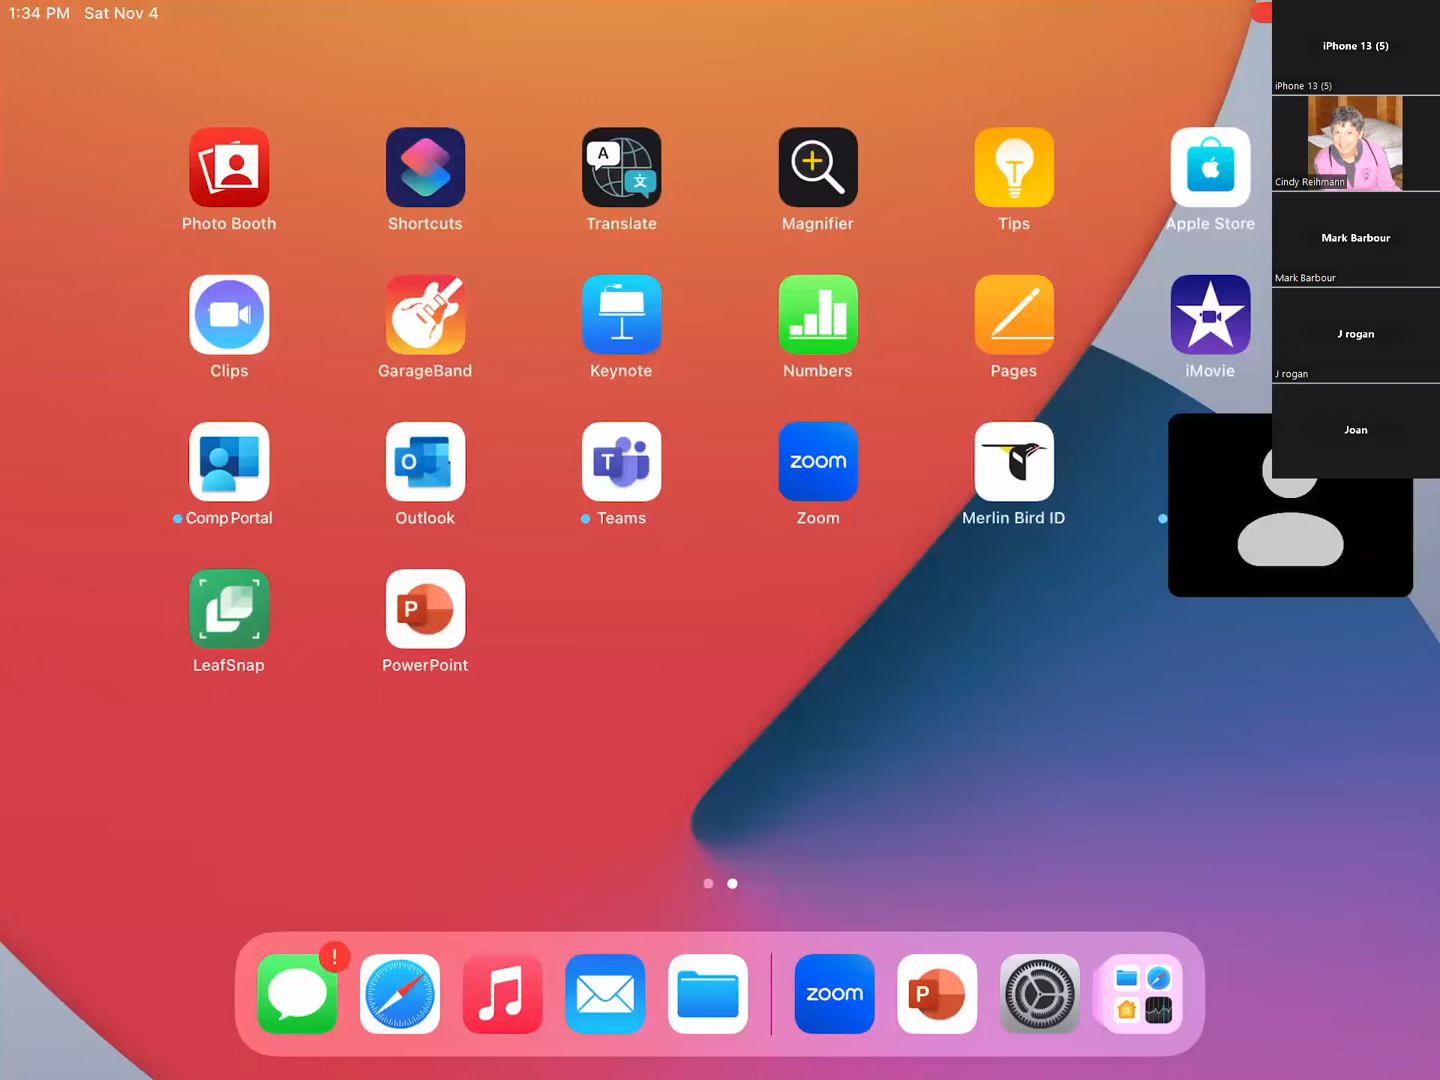 1:34 PM Sat Nov 4
iPhone 13 (5)
iPhone 13 (5)
Cindy Reihmann
Mark Barbour
Mark Barbour
J rogan
J rogan
Joan
A
文
T
Photo Booth
Shortcuts
Translate
Magnifier
Tips
Apple Store
Clips
GarageBand
Keynote
Numbers
Pages
iMovie
O
T
zoom
Comp Portal
Outlook
Teams
Zoom
Merlin Bird ID
P
LeafSnap
PowerPoint
!
zoom
P